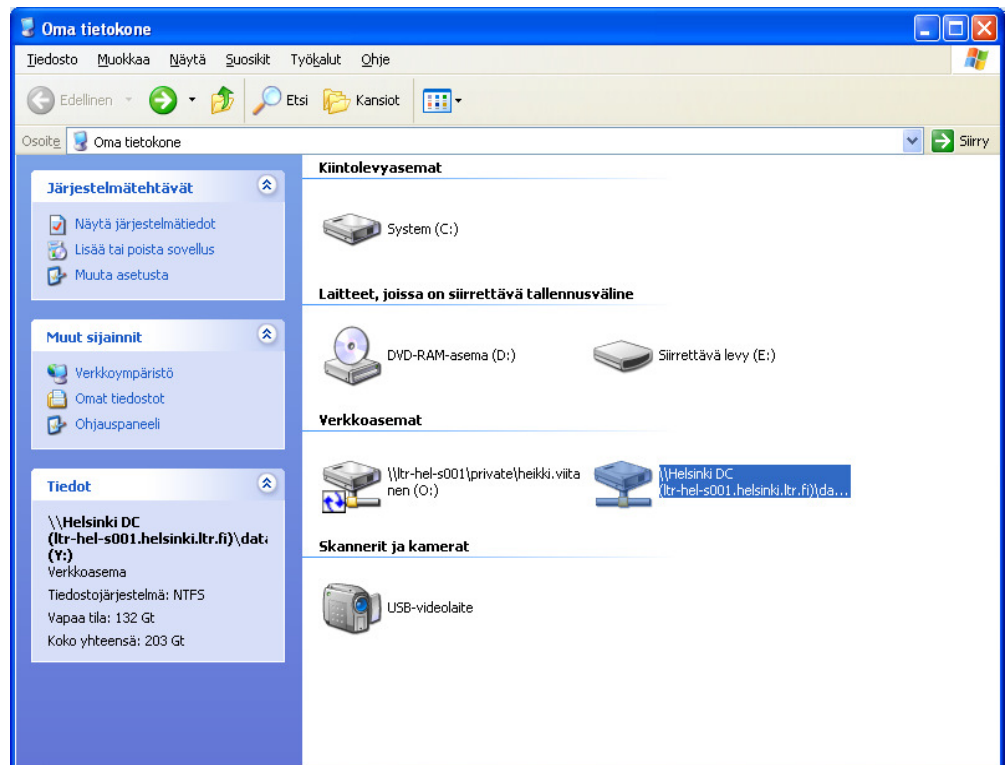 Oma tietokone
Tiedosto Muokkaa Näytä Suosikit Työkalut Ohje
Edellinen Etsi Kansiot
Osoite Oma tietokone Siirry
Järjestelmätehtävät
Näytä järjestelmätiedot
Lisää tai poista sovellus
Muuta asetusta
Muut sijainnit
Verkkoympäristö
Omat tiedostot
Ohjauspaneeli
Tiedot
\\Helsinki DC
(ltr-hel-s001.helsinki.ltr.fi)\data
(Y:)
Verkkoasema
Tiedostojärjestelmä: NTFS
Vapaa tila: 132 Gt
Koko yhteensä: 203 Gt
Kiintolevyasemat
System (C:)
Laitteet, joissa on siirrettävä tallennusväline
DVD-RAM-asema (D:) Siirrettävä levy (E:)
Verkkoasemat
\\ltr-hel-s001\private\heikki.viita
nen (O:)
\\Helsinki DC
(ltr-hel-s001.helsinki.ltr.fi)\da...
Skannerit ja kamerat
USB-videolaite